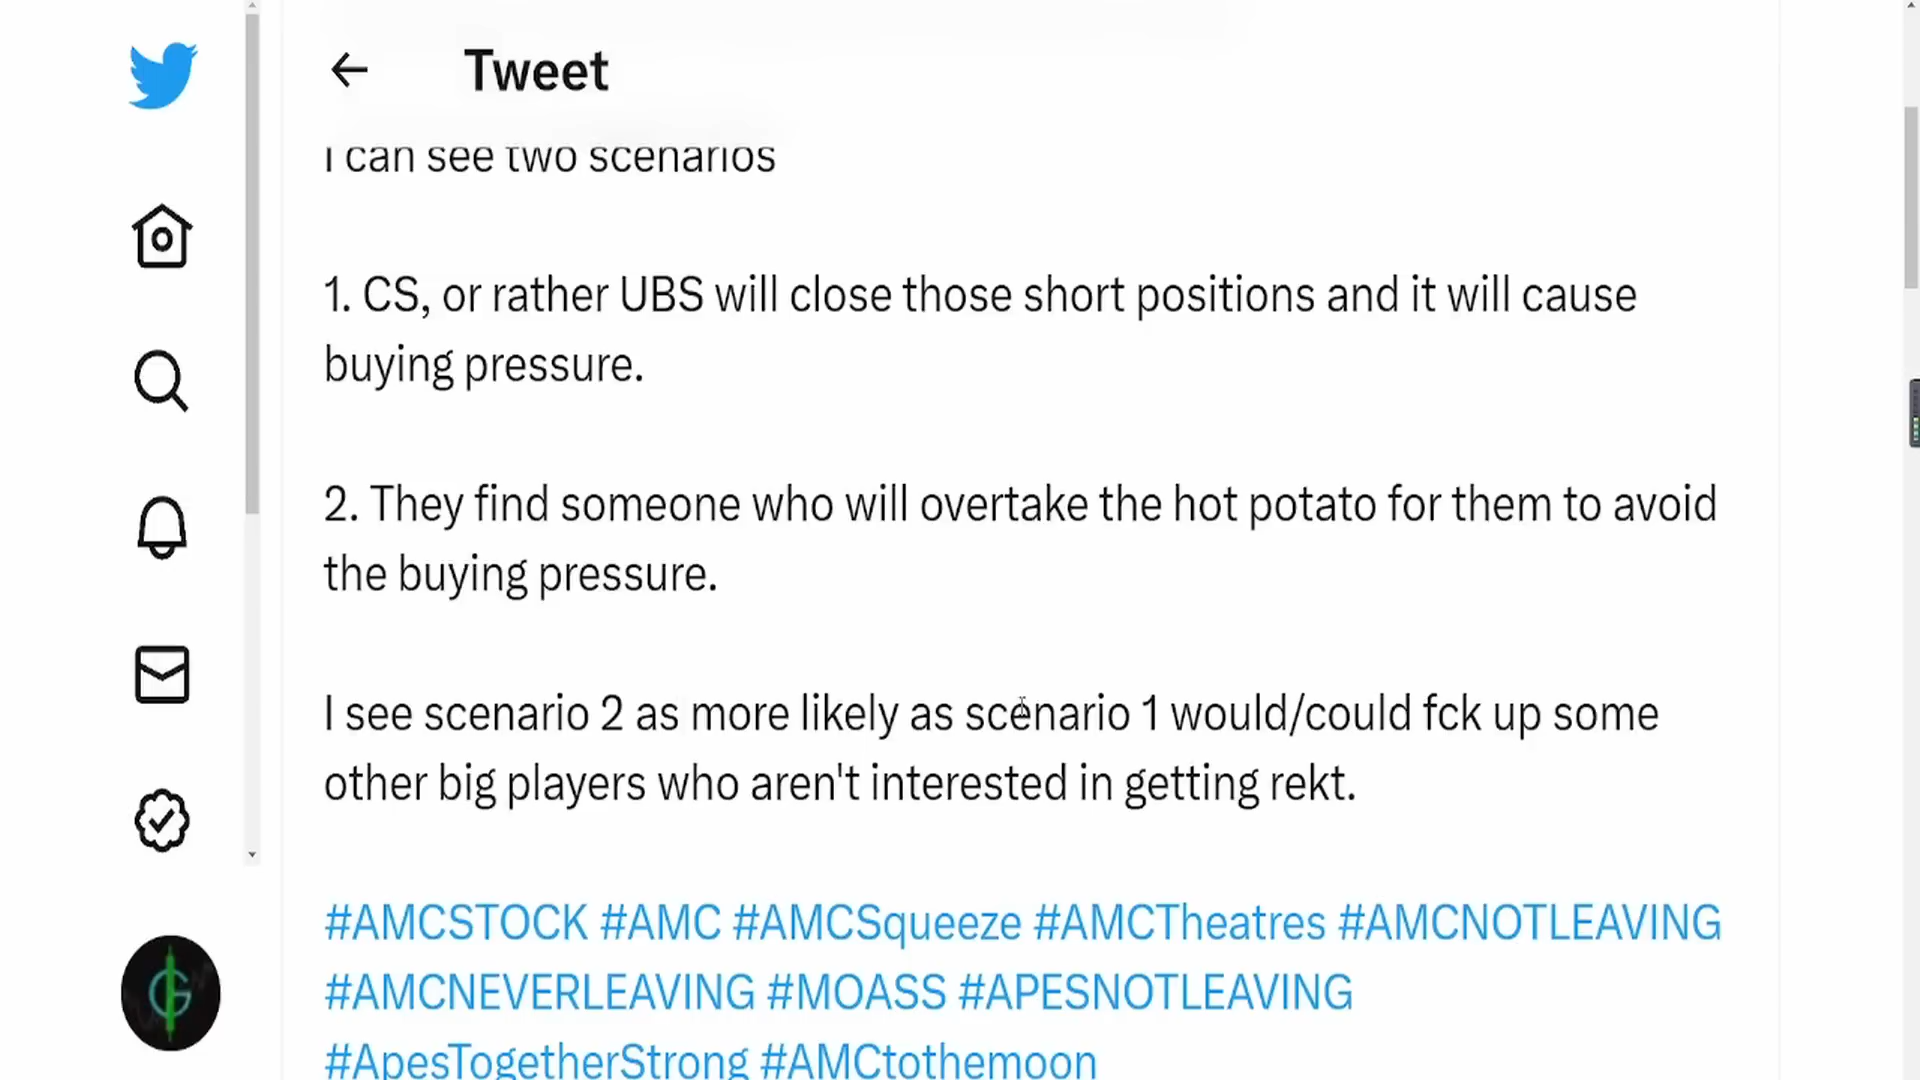 Tweet
I can see two scenarios
1. CS, or rather UBS will close those short positions and it will cause
buying pressure.
2. They find someone who will overtake the hot potato for them to avoid
the buying pressure.
I see scenario 2 as more likely as scenario 1 would/could fck up some
other big players who aren't interested in getting rekt.
#AMCSTOCK #AMC #AMCSqueeze #AMCTheatres #AMCNOTLEAVING
#AMCNEVERLEAVING #MOASS #APESNOTLEAVING
#ApesTogetherStrong #AMCtothemoon